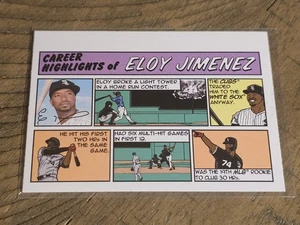 CAREER
HIGHLIGHTS of ELOY JIMENEZ
ELOY BROKE A LIGHT TOWER
IN A HOME RUN CONTEST.
THE CUBS
TRADED HIM
TO THE
WHITE SOX
ANYWAY.
HE HIT HIS FIRST
TWO HRs IN
THE SAME
GAME.
HAD SIX MULTI-HIT GAMES
IN FIRST 12.
74
WAS THE 19TH MLB ROOKIE
TO CLUB 30 HRs.